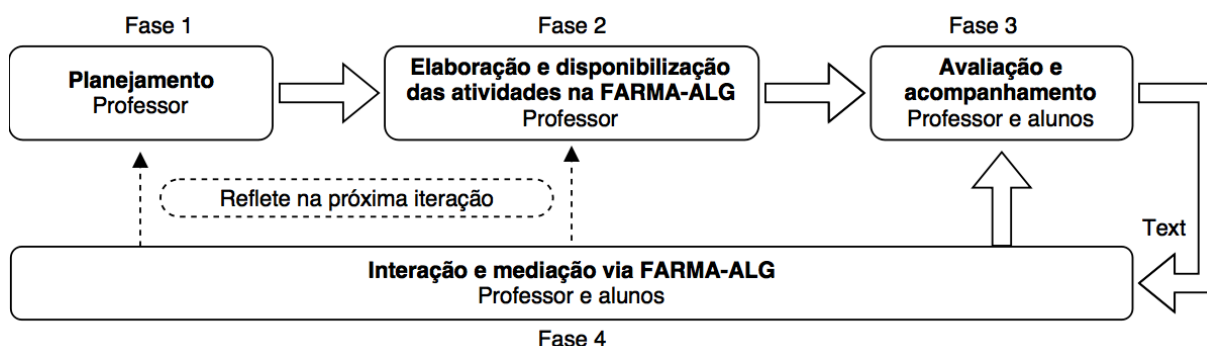 Fase 1
Fase 2
Fase 3
Planejamento
Professor
Elaboração e disponibilização
das atividades na FARMA-ALG
Professor
Avaliação e
acompanhamento
Professor e alunos
Reflete na próxima iteração
Text
Interação e mediação via FARMA-ALG
Professor e alunos
Fase 4